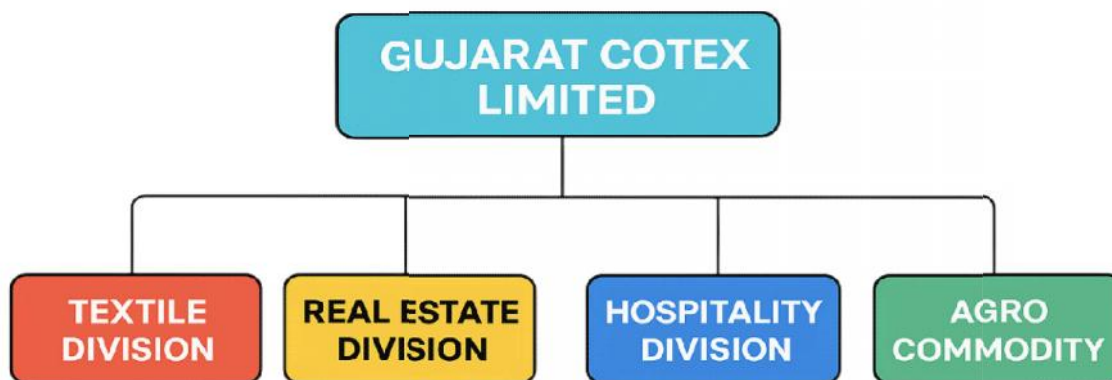 GUJARAT COTEX
LIMITED
TEXTILE
DIVISION
REAL ESTATE
DIVISION
HOSPITALITY
DIVISION
AGRO
COMMODITY